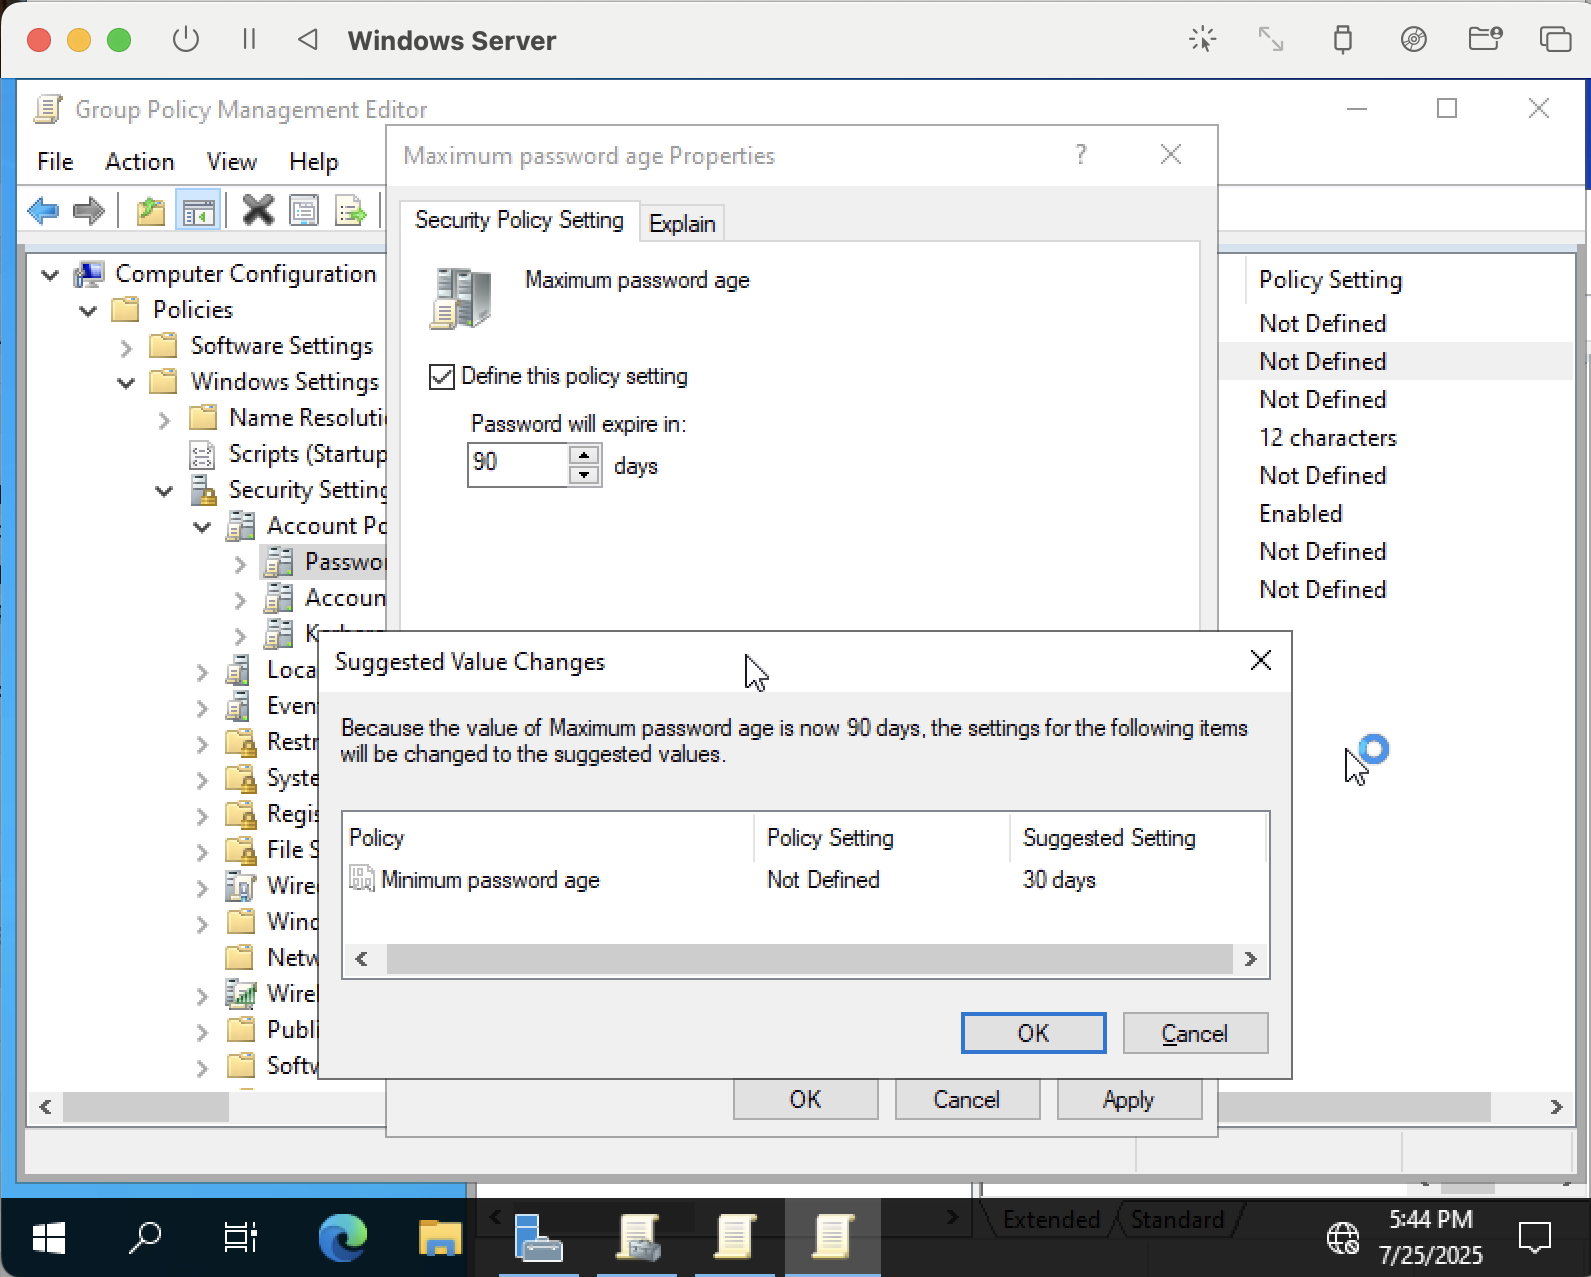 Windows Server
Group Policy Management Editor
File Action View Help
Maximum password age Properties
?
Security Policy Setting
Explain
Maximum password age
Define this policy setting
Password will expire in:
90
days
Computer Configuration
Policies
Software Settings
Windows Settings
Name Resoluti
Scripts (Startup
Security Setting
Account Po
Passwo
Accoun
Loca
Even
Restr
Syste
Regis
File S
Wire
Wind
Netw
Wirel
Publi
Softw
Policy Setting
Not Defined
Not Defined
Not Defined
12 characters
Not Defined
Enabled
Not Defined
Not Defined
Suggested Value Changes
Because the value of Maximum password age is now 90 days, the settings for the following items
will be changed to the suggested values.
Policy Policy Setting Suggested Setting
Minimum password age Not Defined 30 days
OK Cancel
OK Cancel Apply
Extended Standard
5:44 PM
7/25/2025